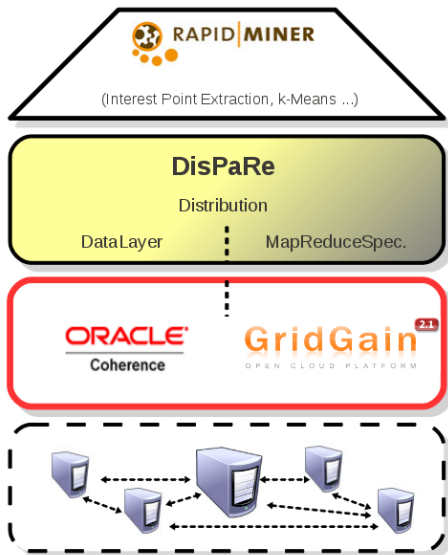 RAPID|MINER
(Interest Point Extraction, k-Means ...)
DisPaRe
Distribution
DataLayer MapReduceSpec.
ORACLE®
Coherence
GridGain 2.1
OPEN CLOUD PLATFORM